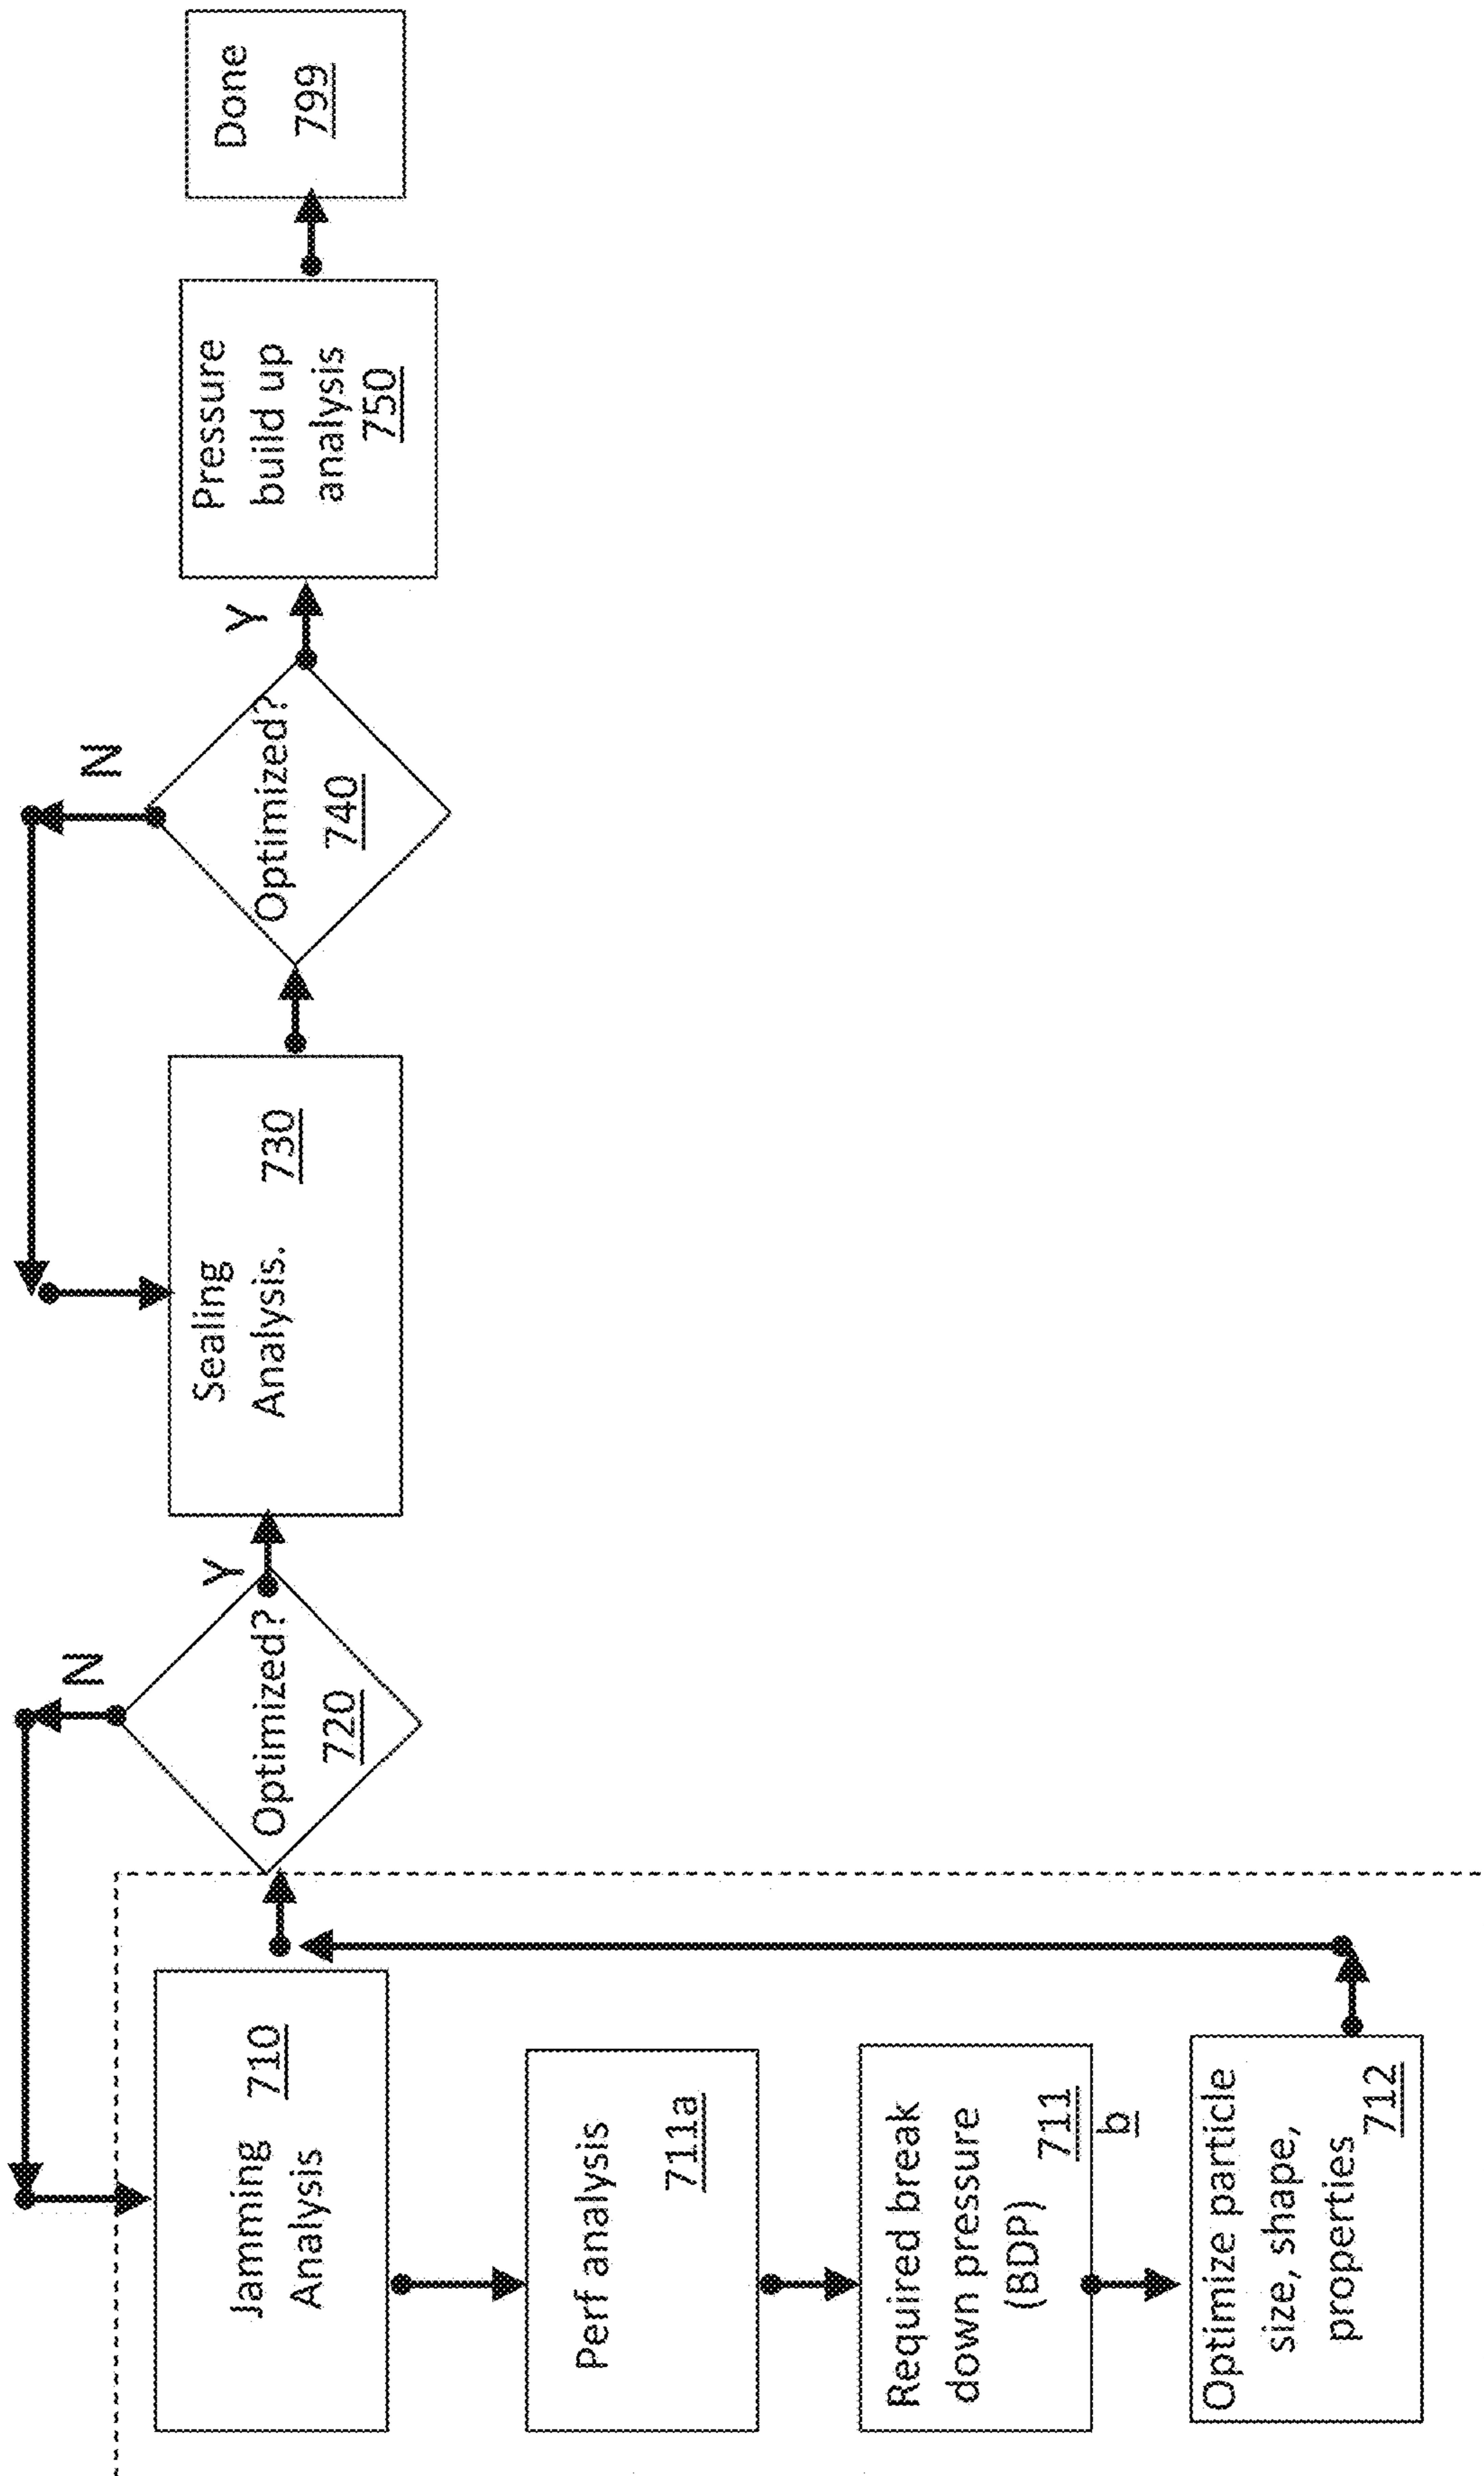 Jamming 710
Analysis
Perf analysis
711a
Required break
down pressure
(BDP) 711
b
Optimize particle
size, shape,
properties 712
N
Optimized?
720
Y
Sealing
Analysis. 730
N
Optimized?
740
Y
Pressure
build up
analysis
750
Done
799